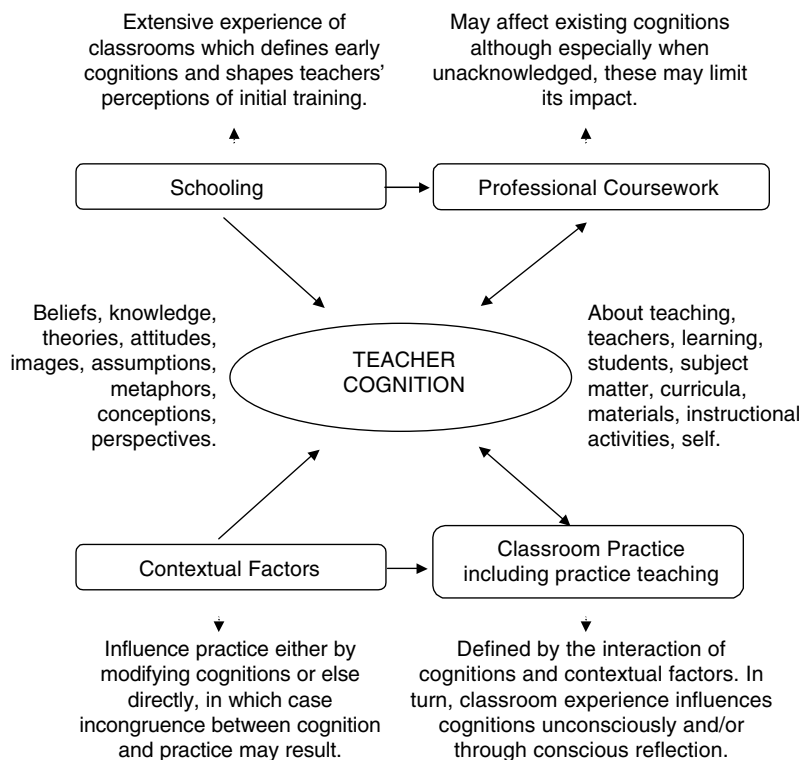 Extensive experience of
classrooms which defines early
cognitions and shapes teachers'
perceptions of initial training.
May affect existing cognitions
although especially when
unacknowledged, these may limit
its impact.
Schooling
Professional Coursework
Beliefs, knowledge,
theories, attitudes,
images, assumptions,
metaphors,
conceptions,
perspectives.
TEACHER
COGNITION
About teaching,
teachers, learning,
students, subject
matter, curricula,
materials, instructional
activities, self.
Contextual Factors
Classroom Practice
including practice teaching
Influence practice either by
modifying cognitions or else
directly, in which case
incongruence between cognition
and practice may result.
Defined by the interaction of
cognitions and contextual factors. In
turn, classroom experience influences
cognitions unconsciously and/or
through conscious reflection.